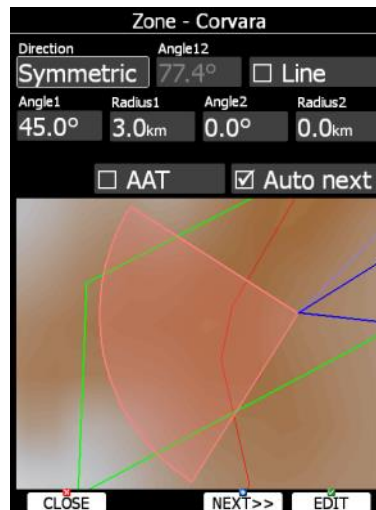 Zone - Corvara
Direction Angle12
Symmetric 77.4° Line
Angle1 Radius1 Angle2 Radius2
45.0° 3.0km 0.0° 0.0km
AAT Auto next
CLOSE NEXT>> EDIT